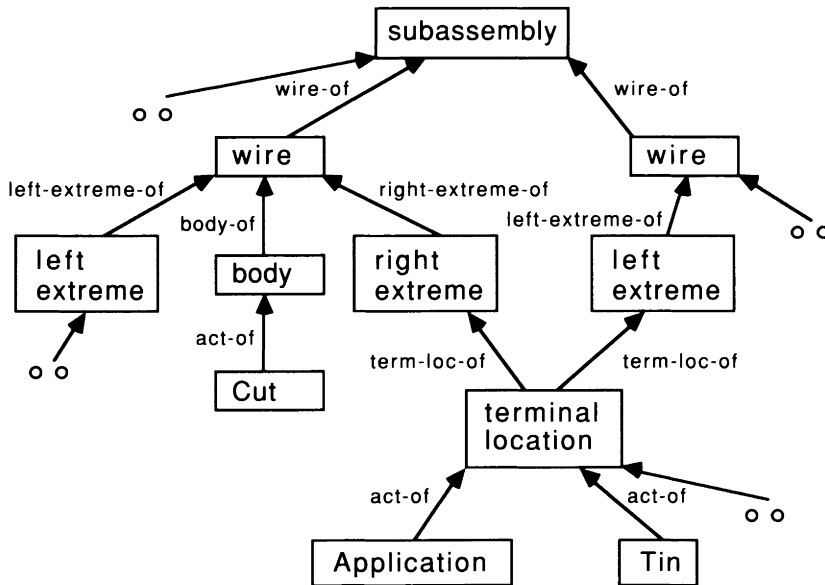 subassembly
wire-of
wire-of
wire
wire
left-extreme-of
right-extreme-of
body-of
left-extreme-of
left
extreme
body
right
extreme
left
extreme
act-of
term-loc-of
term-loc-of
Cut
terminal
location
act-of
act-of
Application
Tin